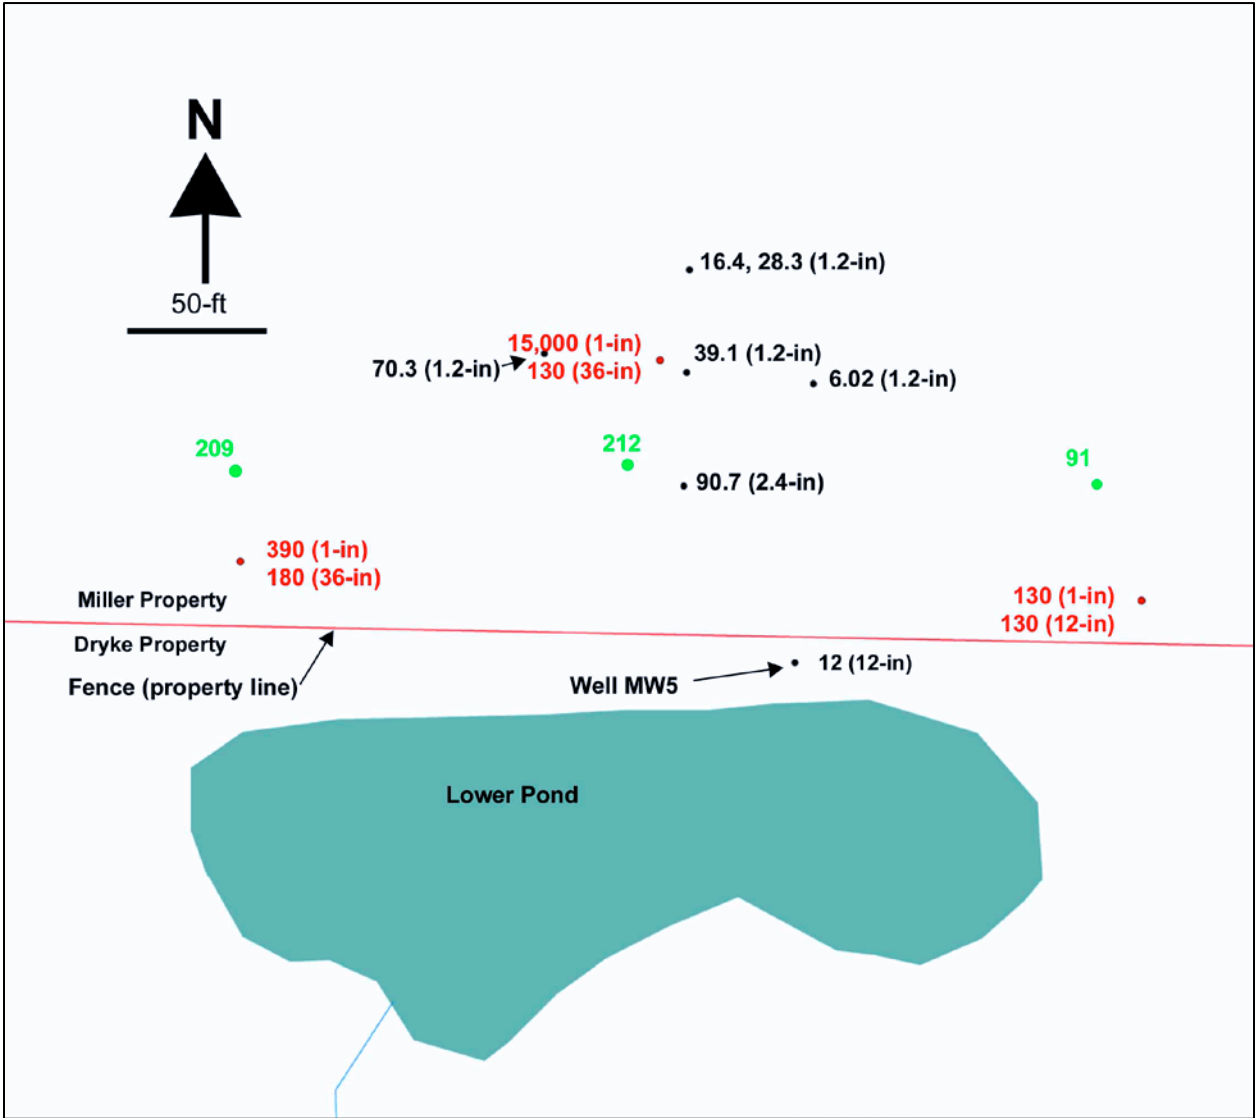 N
50-ft
16.4, 28.3 (1.2-in)
15,000 (1-in)
130 (36-in)
70.3 (1.2-in)
39.1 (1.2-in)
6.02 (1.2-in)
209
212
91
90.7 (2.4-in)
390 (1-in)
180 (36-in)
Miller Property
130 (1-in)
130 (12-in)
Dryke Property
Fence (property line)
Well MW5
12 (12-in)
Lower Pond